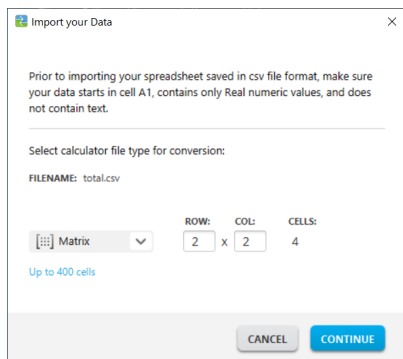 Import your Data
Prior to importing your spreadsheet saved in csv file format, make sure
your data starts in cell A1, contains only Real numeric values, and does
not contain text.
Select calculator file type for conversion:
FILENAME: total.csv
ROW: COL: CELLS:
Matrix 2 x 2 4
Up to 400 cells
CANCEL CONTINUE